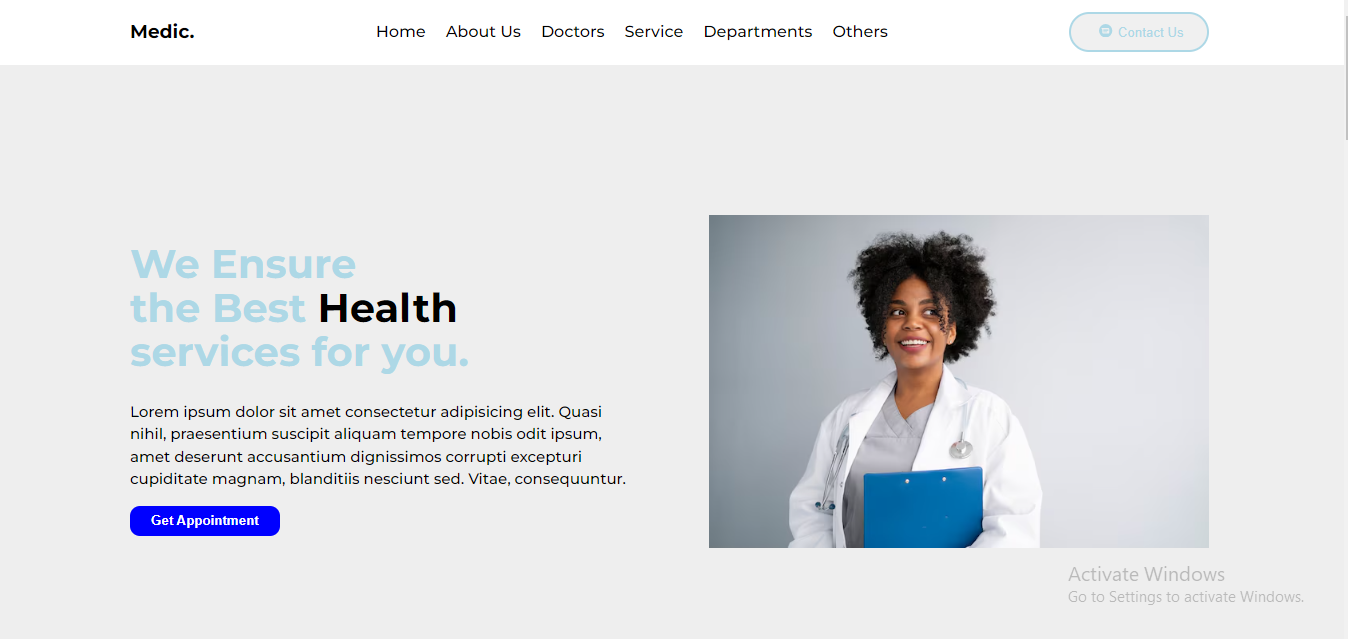 Medic.
Home About Us Doctors Service Departments Others
Contact Us
We Ensure
the Best Health
services for you.
Lorem ipsum dolor sit amet consectetur adipisicing elit. Quasi
nihil, praesentium suscipit aliquam tempore nobis odit ipsum,
amet deserunt accusantium dignissimos corrupti excepturi
cupiditate magnam, blanditiis nesciunt sed. Vitae, consequuntur.
Get Appointment
Activate Windows
Go to Settings to activate Windows.